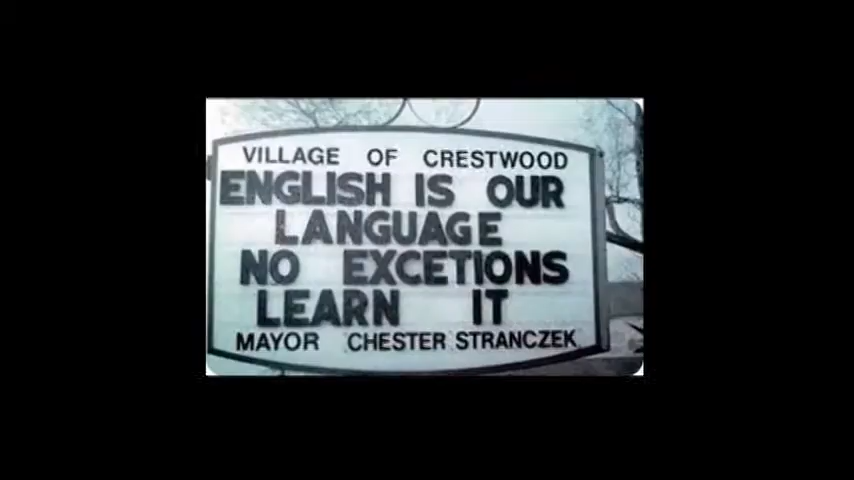 VILLAGE OF CRESTWOOD
ENGLISH IS OUR
LANGUAGE
NO EXCETIONS
LEARN IT
MAYOR CHESTER STRANCZEK